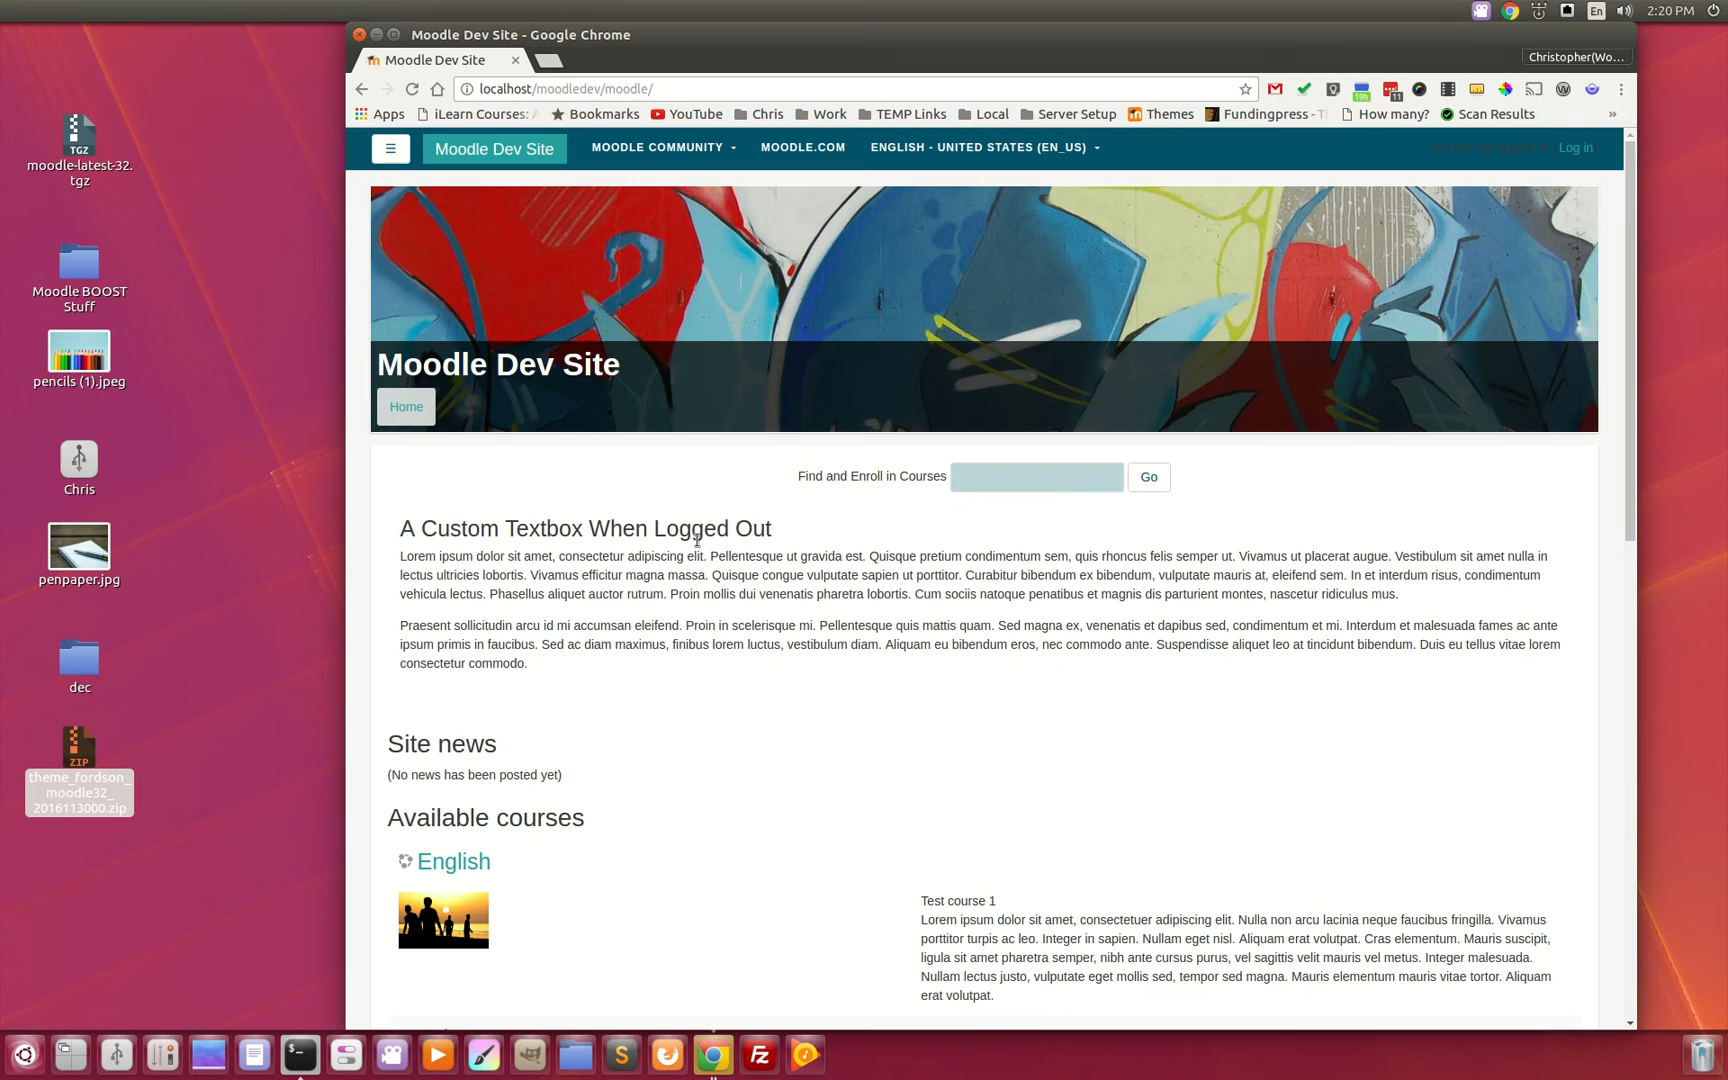 En
2:20 PM
Moodle Dev Site - Google Chrome
Moodle Dev Site
Christopher(Wo...
localhost/moodledev/moodle/
19h
11
Apps
iLearn Courses:
Bookmarks
YouTube
Chris
Work
TEMP Links
Local
Server Setup
Themes
Fundingpress - T
How many?
Scan Results
»
Moodle Dev Site
MOODLE COMMUNITY
MOODLE.COM
ENGLISH - UNITED STATES (EN_US)
Log in
Moodle Dev Site
Home
Find and Enroll in Courses
Go
A Custom Textbox When Logged Out
Lorem ipsum dolor sit amet, consectetur adipiscing elit. Pellentesque ut gravida est. Quisque pretium condimentum sem, quis rhoncus felis semper ut. Vivamus ut placerat augue. Vestibulum sit amet nulla in
lectus ultricies lobortis. Vivamus efficitur magna massa. Quisque congue vulputate sapien ut porttitor. Curabitur bibendum ex bibendum, vulputate mauris at, eleifend sem. In et interdum risus, condimentum
vehicula lectus. Phasellus aliquet auctor rutrum. Proin mollis dui venenatis pharetra lobortis. Cum sociis natoque penatibus et magnis dis parturient montes, nascetur ridiculus mus.
Praesent sollicitudin arcu id mi accumsan eleifend. Proin in scelerisque mi. Pellentesque quis mattis quam. Sed magna ex, venenatis et dapibus sed, condimentum et mi. Interdum et malesuada fames ac ante
ipsum primis in faucibus. Sed ac diam maximus, finibus lorem luctus, vestibulum diam. Aliquam eu bibendum eros, nec commodo ante. Suspendisse aliquet leo at tincidunt bibendum. Duis eu tellus vitae lorem
consectetur commodo.
Site news
(No news has been posted yet)
Available courses
English
Test course 1
Lorem ipsum dolor sit amet, consectetuer adipiscing elit. Nulla non arcu lacinia neque faucibus fringilla. Vivamus
porttitor turpis ac leo. Integer in sapien. Nullam eget nisl. Aliquam erat volutpat. Cras elementum. Mauris suscipit,
ligula sit amet pharetra semper, nibh ante cursus purus, vel sagittis velit mauris vel metus. Integer malesuada.
Nullam lectus justo, vulputate eget mollis sed, tempor sed magna. Mauris elementum mauris vitae tortor. Aliquam
erat volutpat.
TGZ
moodle-latest-32.
tgz
Moodle BOOST
Stuff
pencils (1).jpeg
Chris
penpaper.jpg
dec
ZIP
theme_fordson_
moodle32_
2016113000.zip